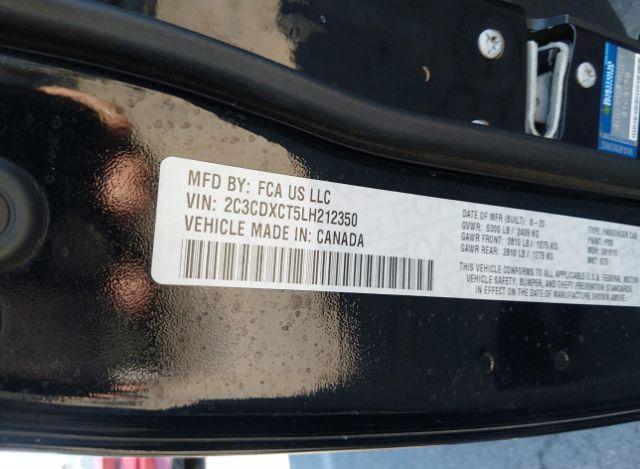 MFD BY: FCA US LLC
VIN: 2C3CDXCT5LH212350
VEHICLE MADE IN: CANADA
DATE OF MFR (BUILT): 8-20
GVWR: 5300 LB / 2405 KG
GAWR FRONT: 2810 LB / 1275 KG
GAWR REAR: 2810 LB / 1275 KG
TYPE: PASSENGER CAR
PAINT: PX8
THIS VEHICLE CONFORMS TO ALL APPLICABLE U.S.A. FEDERAL MOTOR
VEHICLE SAFETY, BUMPER, AND THEFT PREVENTION STANDARDS
IN EFFECT ON THE DATE OF MANUFACTURE SHOWN ABOVE.
WARNING